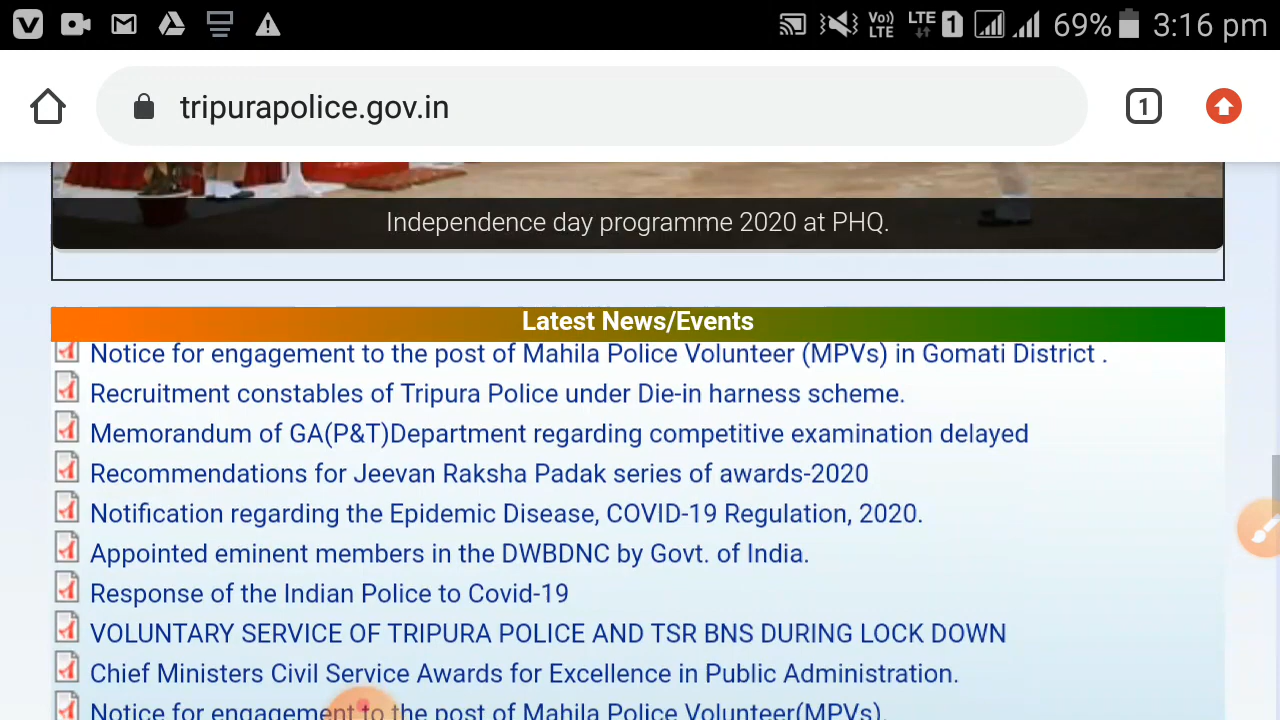 Vo) LTE LTE 1 69% 3:16 pm
tripurapolice.gov.in 1
Independence day programme 2020 at PHQ.
Latest News/Events
Notice for engagement to the post of Mahila Police Volunteer (MPVs) in Gomati District .
Recruitment constables of Tripura Police under Die-in harness scheme.
Memorandum of GA(P&T)Department regarding competitive examination delayed
Recommendations for Jeevan Raksha Padak series of awards-2020
Notification regarding the Epidemic Disease, COVID-19 Regulation, 2020.
Appointed eminent members in the DWBDNC by Govt. of India.
Response of the Indian Police to Covid-19
VOLUNTARY SERVICE OF TRIPURA POLICE AND TSR BNS DURING LOCK DOWN
Chief Ministers Civil Service Awards for Excellence in Public Administration.
Notice for engagement to the post of Mahila Police Volunteer(MPVs).